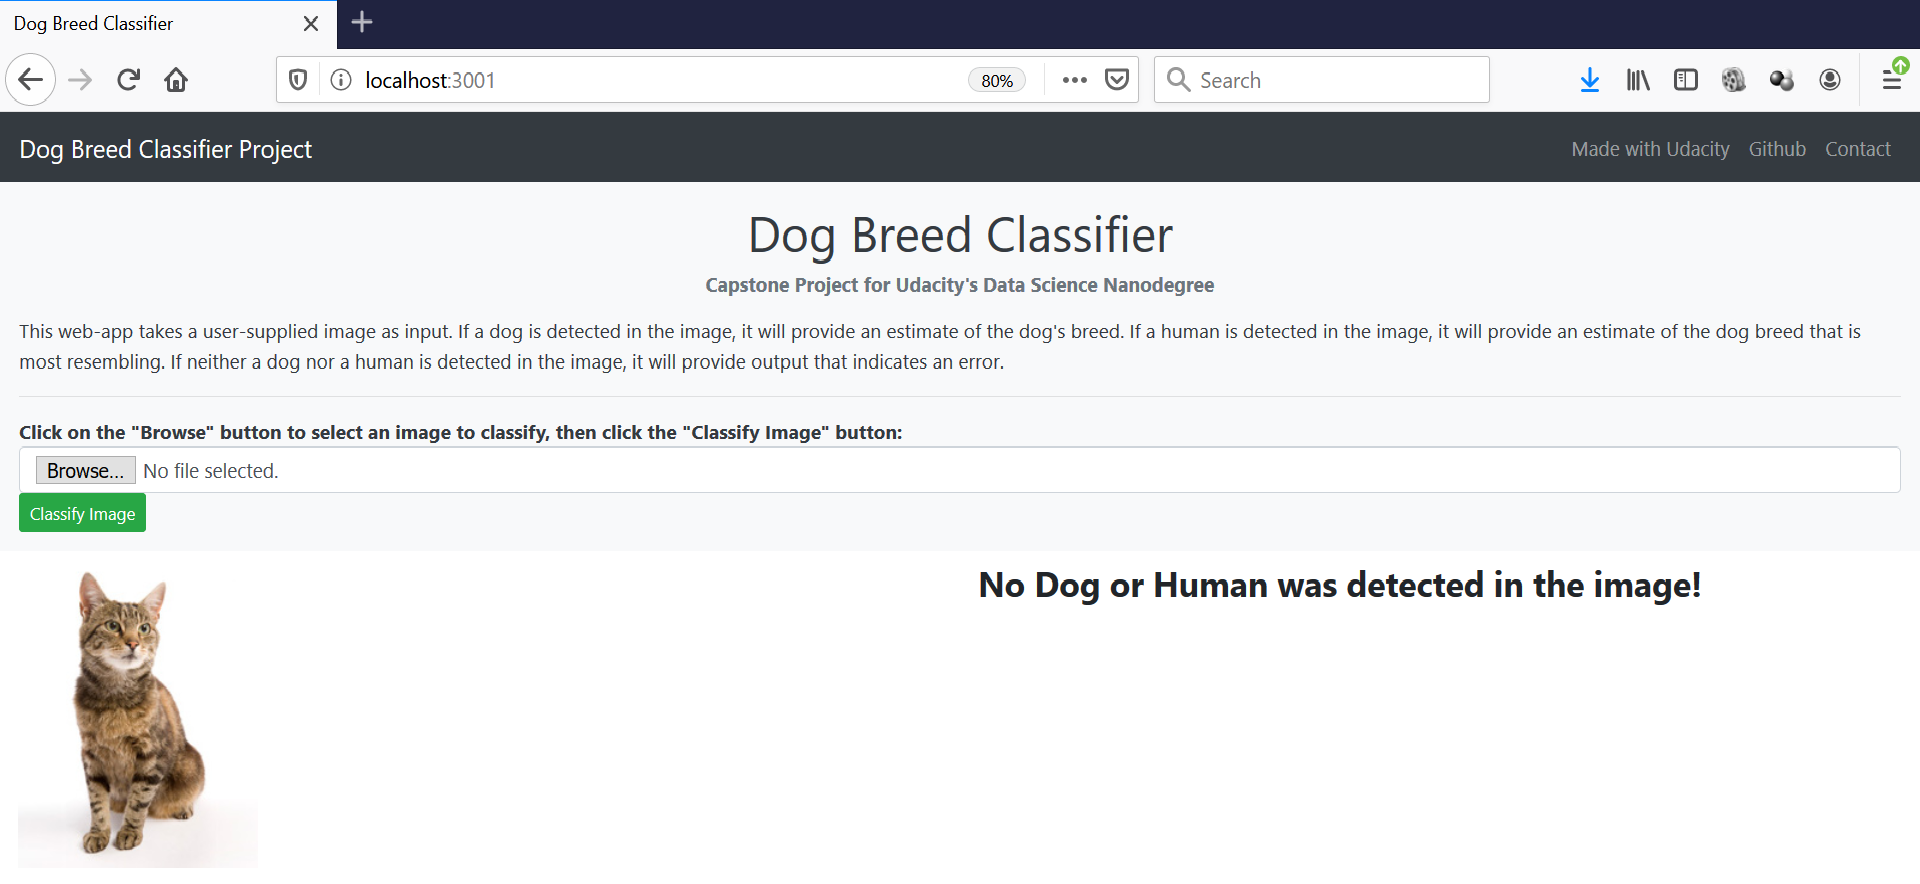 Dog Breed Classifier
localhost:3001
80%
Search
Dog Breed Classifier Project
Made with Udacity Github Contact
Dog Breed Classifier
Capstone Project for Udacity's Data Science Nanodegree
This web-app takes a user-supplied image as input. If a dog is detected in the image, it will provide an estimate of the dog's breed. If a human is detected in the image, it will provide an estimate of the dog breed that is
most resembling. If neither a dog nor a human is detected in the image, it will provide output that indicates an error.
Click on the "Browse" button to select an image to classify, then click the "Classify Image" button:
Browse... No file selected.
Classify Image
No Dog or Human was detected in the image!